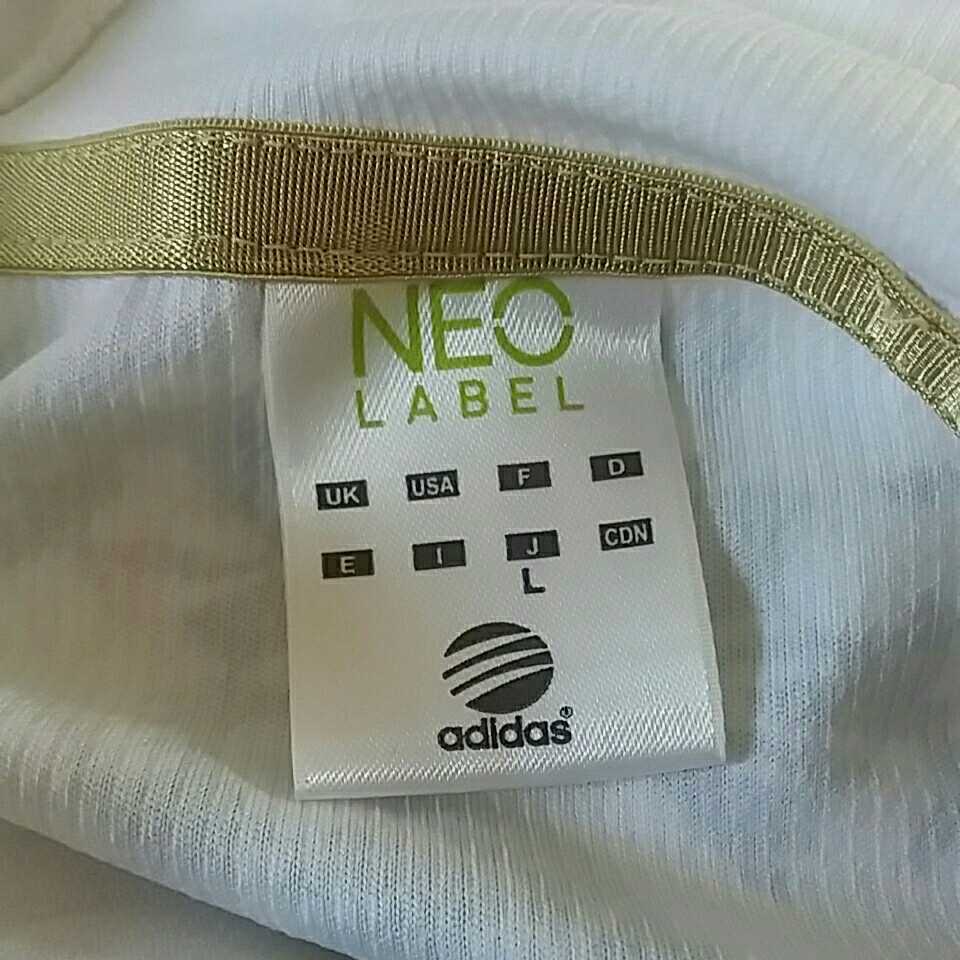 NEO
LABEL
UK USA F D
E I J CDN
L
adidas®